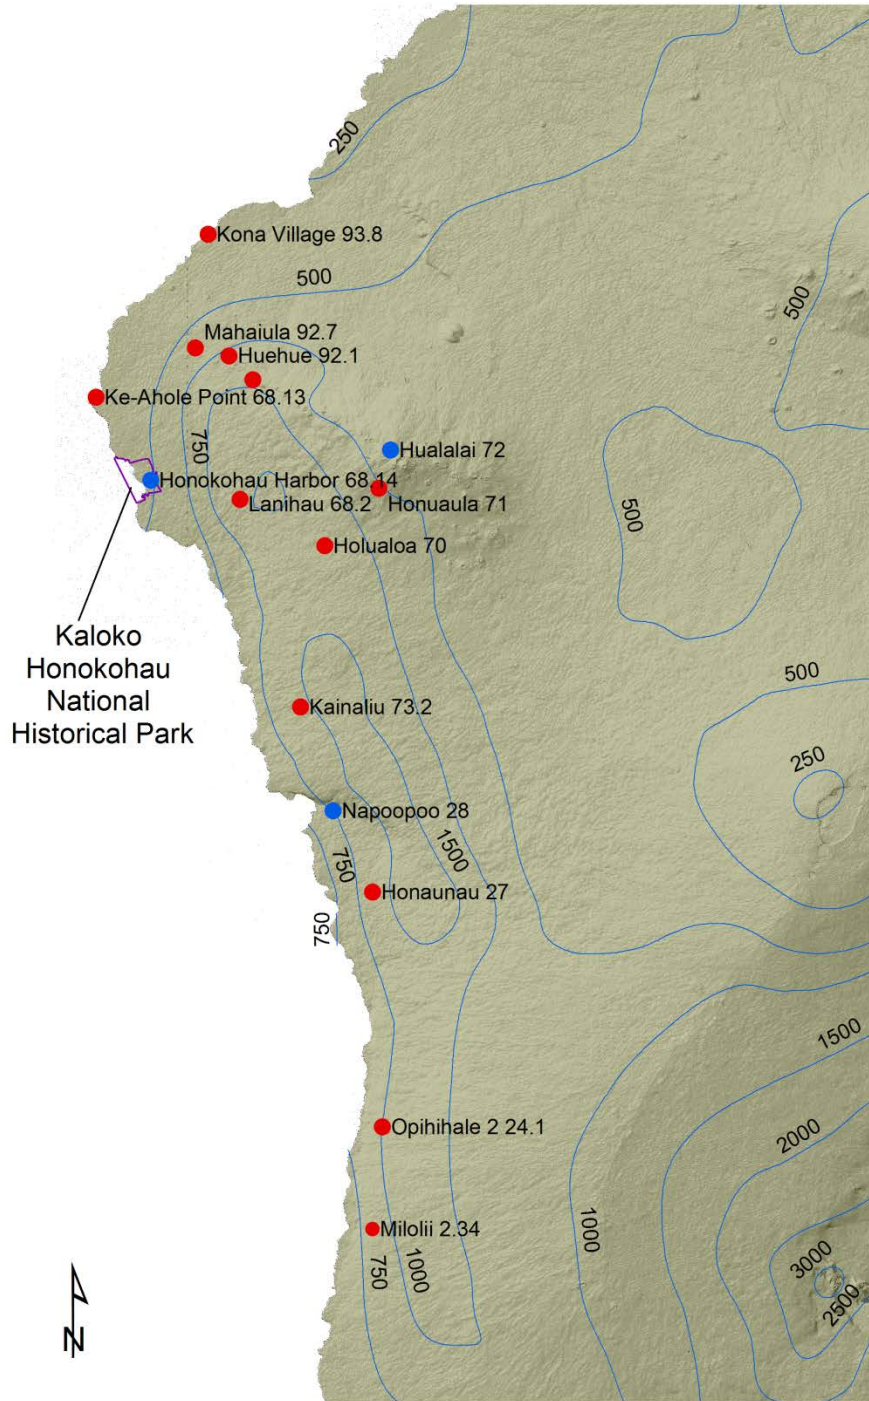 250
Kona Village 93.8
500
500
Mahaiula 92.7
Huehue 92.1
Ke-Ahole Point 68.13
750
Hualalai 72
Honokohau Harbor 68.14
Lanihau 68.2
Honuaula 71
500
Holualoa 70
Kaloko
Honokohau
National
Historical Park
500
Kainaliu 73.2
250
Napoopoo 28
1500
750
Honaunau 27
750
1500
Opihihale 2 24.1
2000
Milolii 2.34
1000
750
1000
3000
2500
N